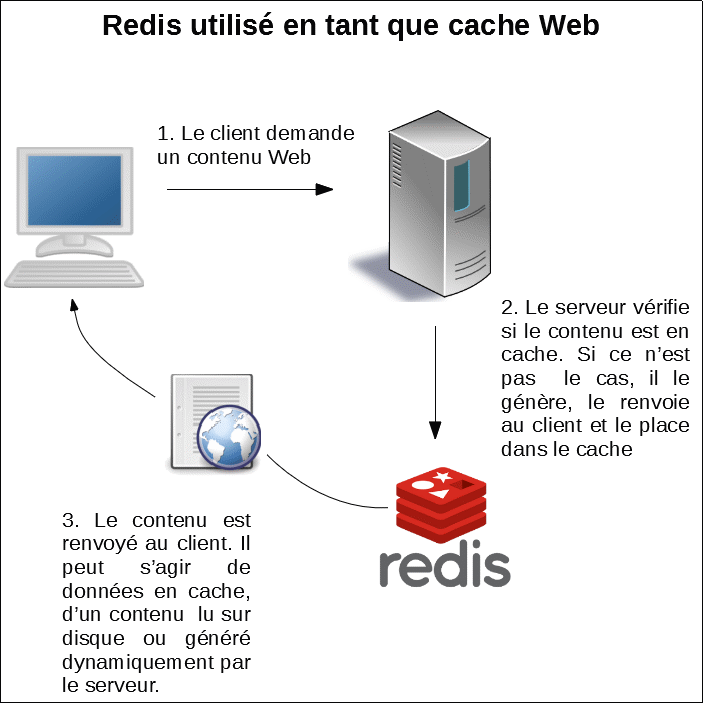 Redis utilisé en tant que cache Web
1. Le client demande
un contenu Web
2. Le serveur vérifie
si le contenu est en
cache. Si ce n’est
pas le cas, il le
génère, le renvoie
au client et le place
dans le cache
redis
3. Le contenu est
renvoyé au client. Il
peut s’agir de
données en cache,
d’un contenu lu sur
disque ou généré
dynamiquement par
le serveur.